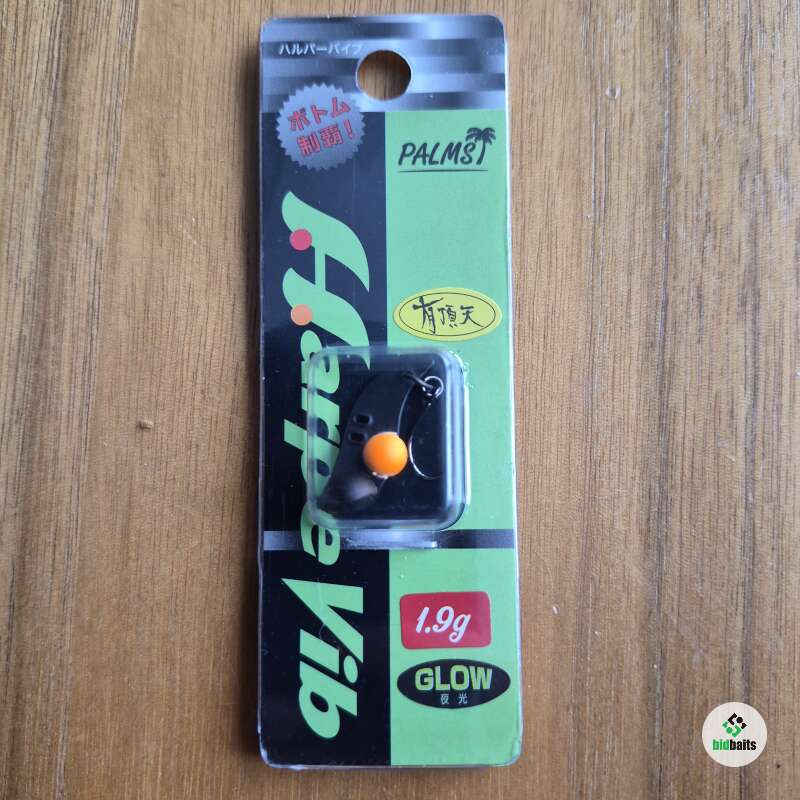 ハルパーバイブ
ボトム
制覇！
PALMS
Harpe Vib
有頂天
1.9g
GLOW
夜光
bidbaits